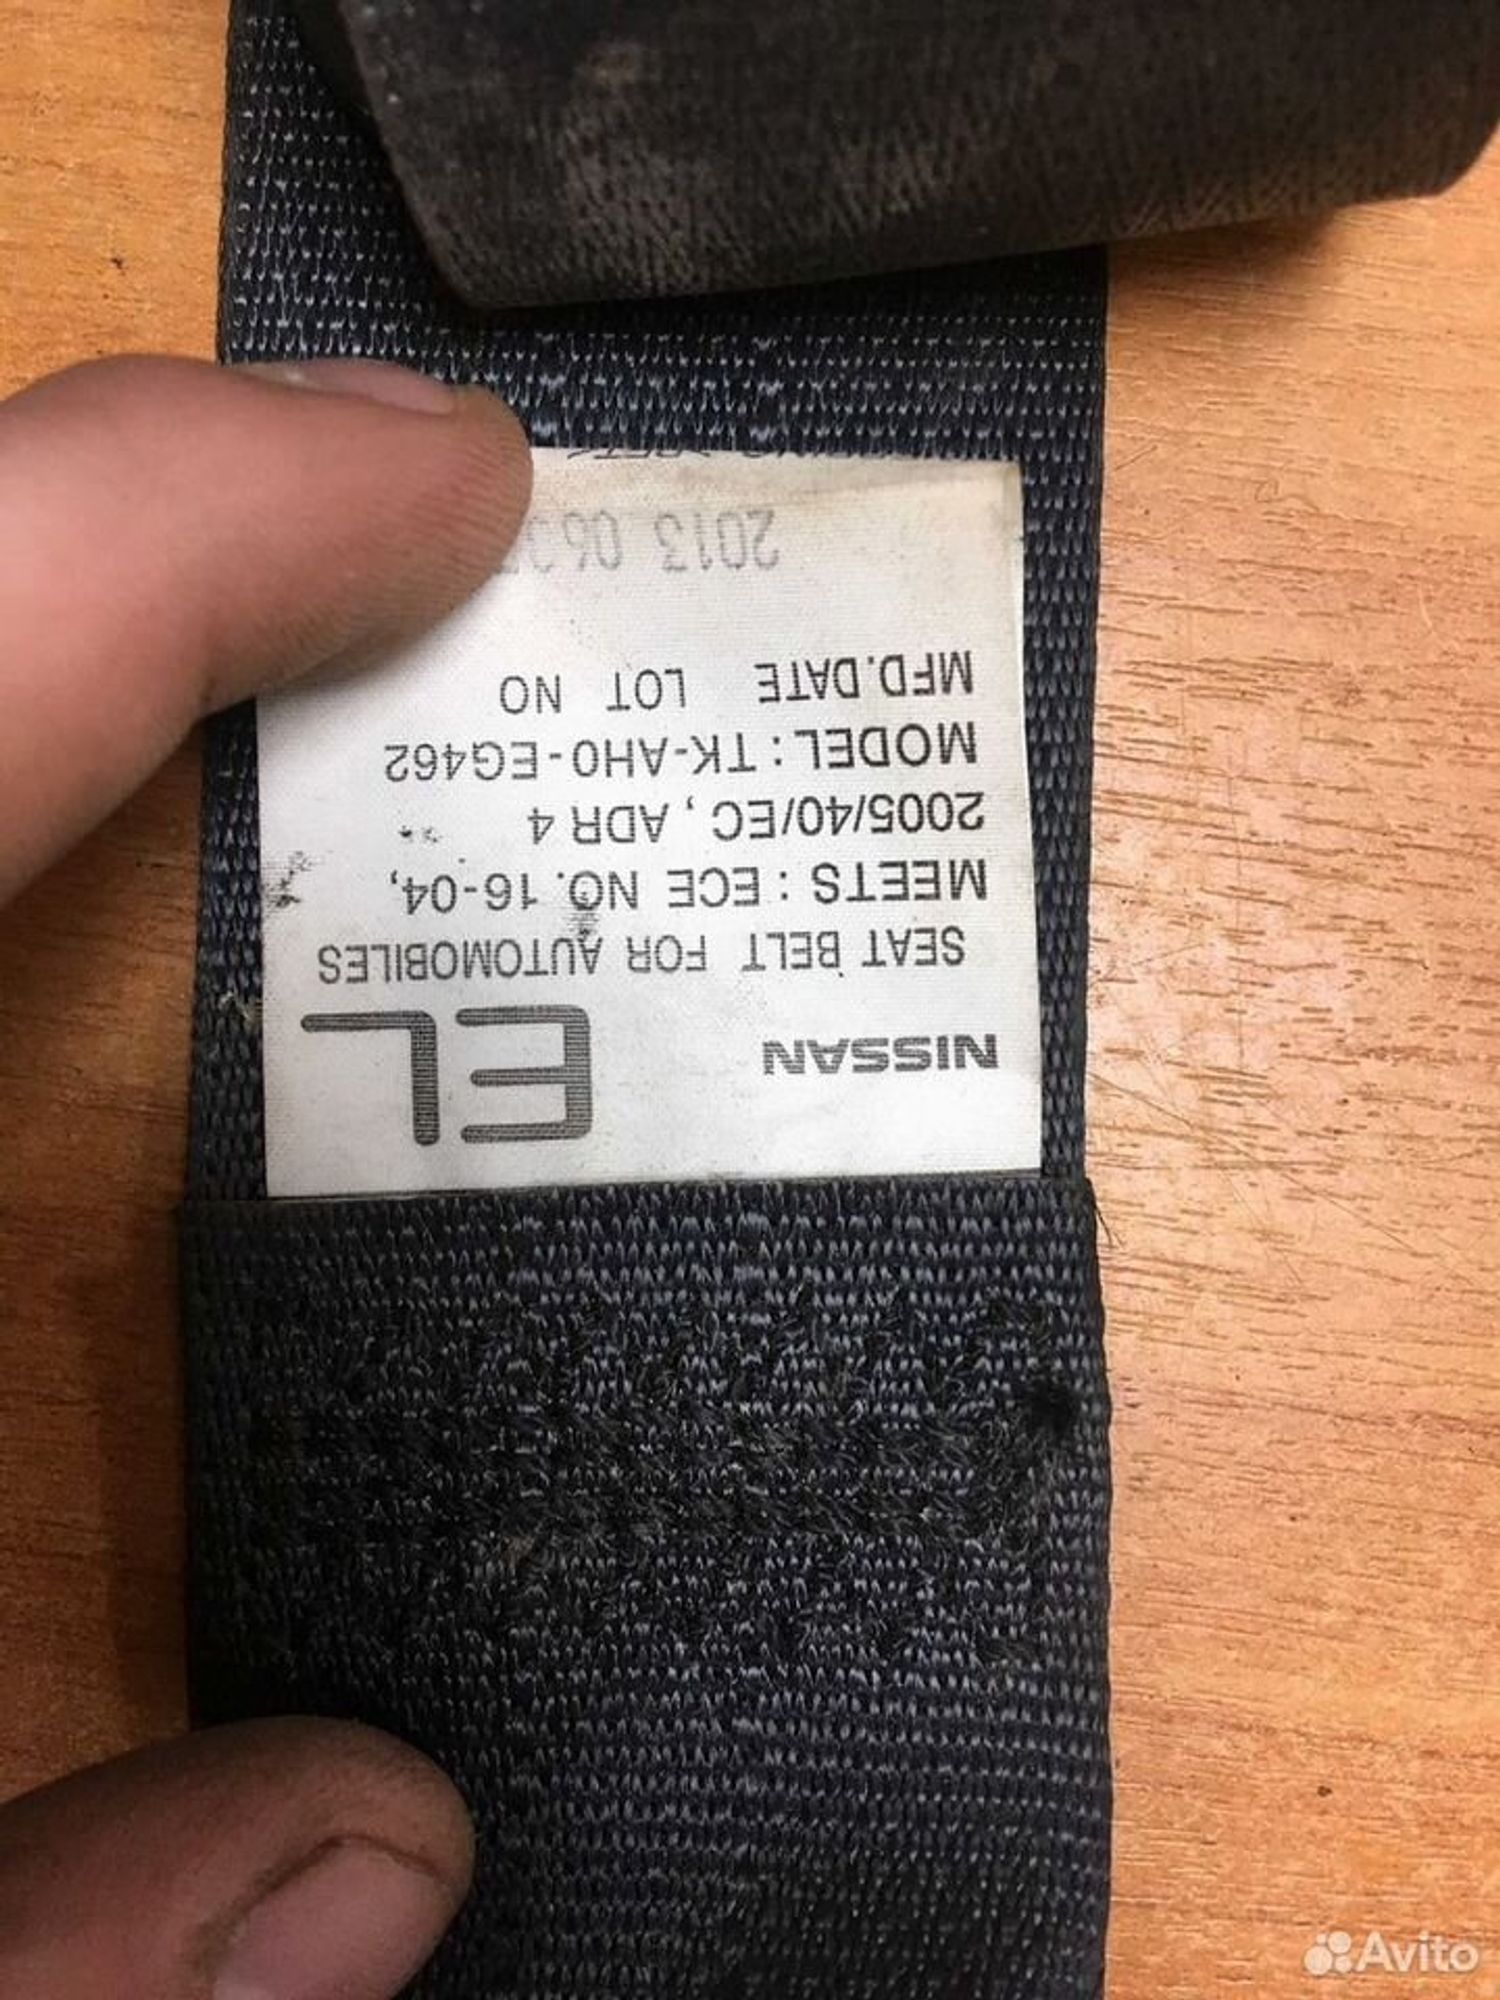 NISSAN EL
SEAT BELT FOR AUTOMOBILES
MEETS : ECE NO. 16-04,
2005/40/EC, ADR 4
MODEL : TK-AH0-EG462
MFD.DATE LOT NO
2013
Avito